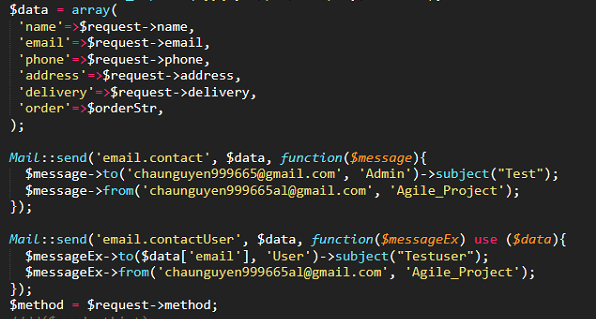 $data = array(
'name'=>$request->name,
'email'=>$request->email,
'phone'=>$request->phone,
'address'=>$request->address,
'delivery'=>$request->delivery,
'order'=>$orderStr,
);
Mail::send('email.contact', $data, function($message){
$message->to('chaunguyen999665@gmail.com', 'Admin')->subject("Test");
$message->from('chaunguyen999665al@gmail.com', 'Agile_Project');
});
Mail::send('email.contactUser', $data, function($messageEx) use ($data){
$messageEx->to($data['email'], 'User')->subject("Testuser");
$messageEx->from('chaunguyen999665al@gmail.com', 'Agile_Project');
});
$method = $request->method;